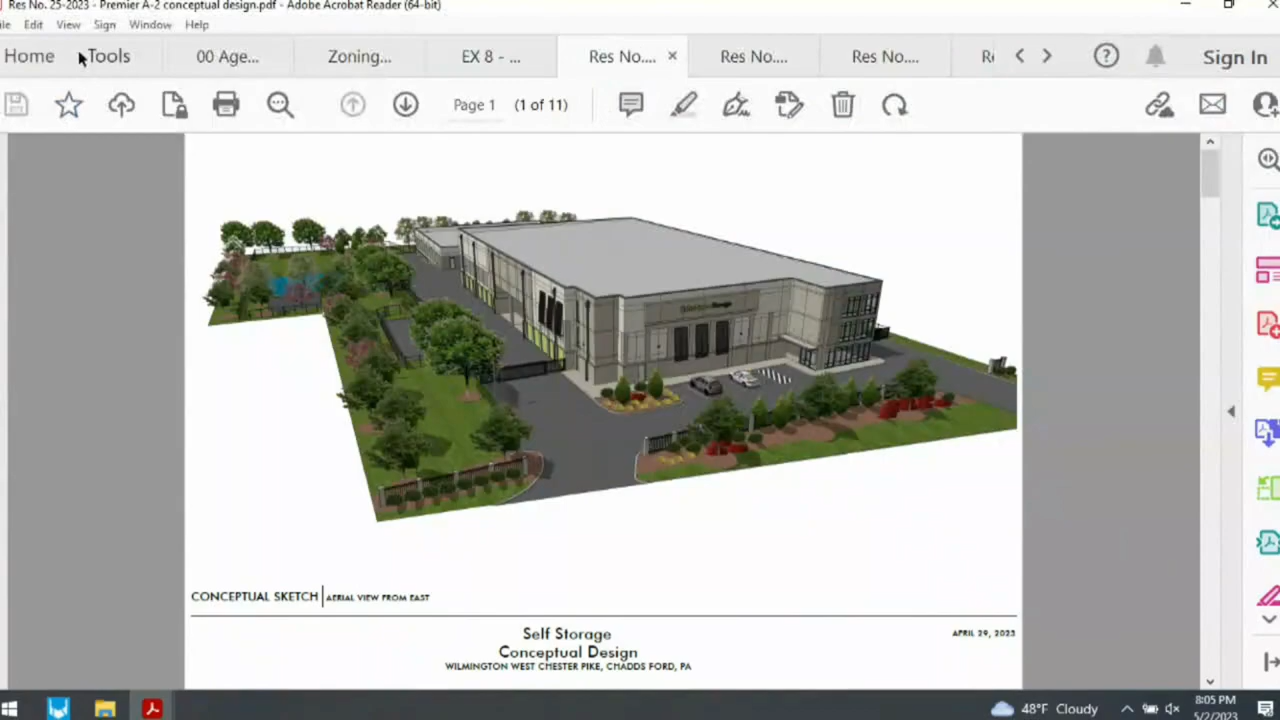 Res No. 25-2023 - Premier A-2 conceptual design.pdf - Adobe Acrobat Reader (64-bit)
ile Edit View Sign Window Help
Home Tools 00 Age... Zoning... EX 8 - ... Res No.... × Res No.... Res No.... R Sign In
Page 1 (1 of 11)
Storage
CONCEPTUAL SKETCH | AERIAL VIEW FROM EAST
Self Storage
Conceptual Design
WILMINGTON WEST CHESTER PIKE, CHADDS FORD, PA
APRIL 29, 2023
48°F Cloudy
8:05 PM
5/2/2023